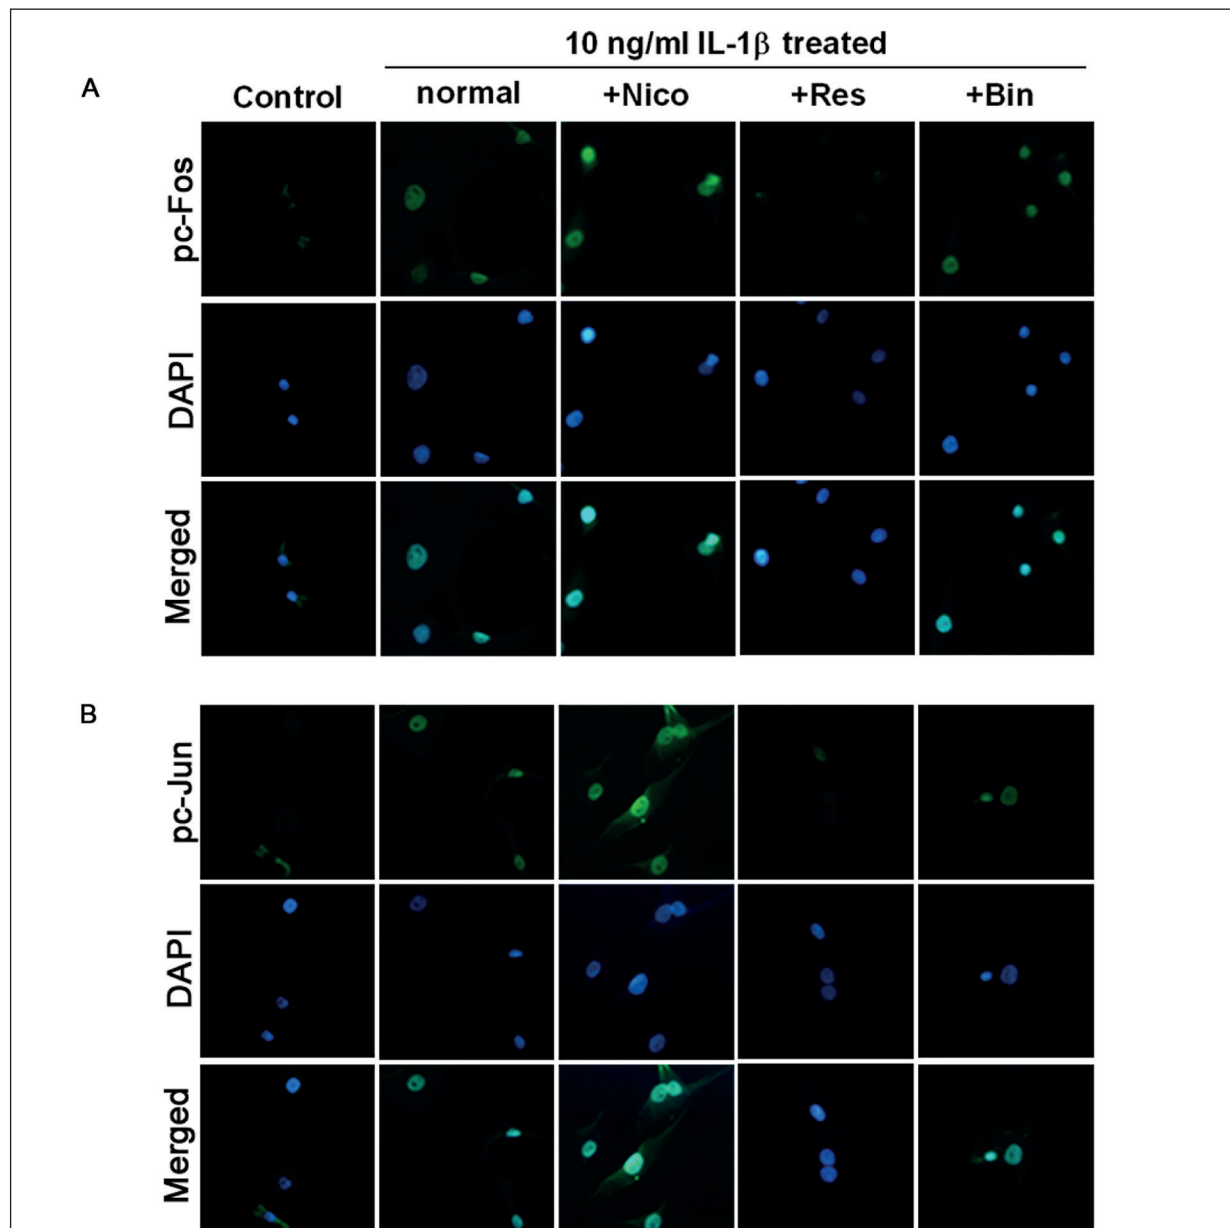 10 ng/ml IL-1β treated
A
Control normal +Nico +Res +Bin
pc-Fos
DAPI
Merged
B
pc-Jun
DAPI
Merged